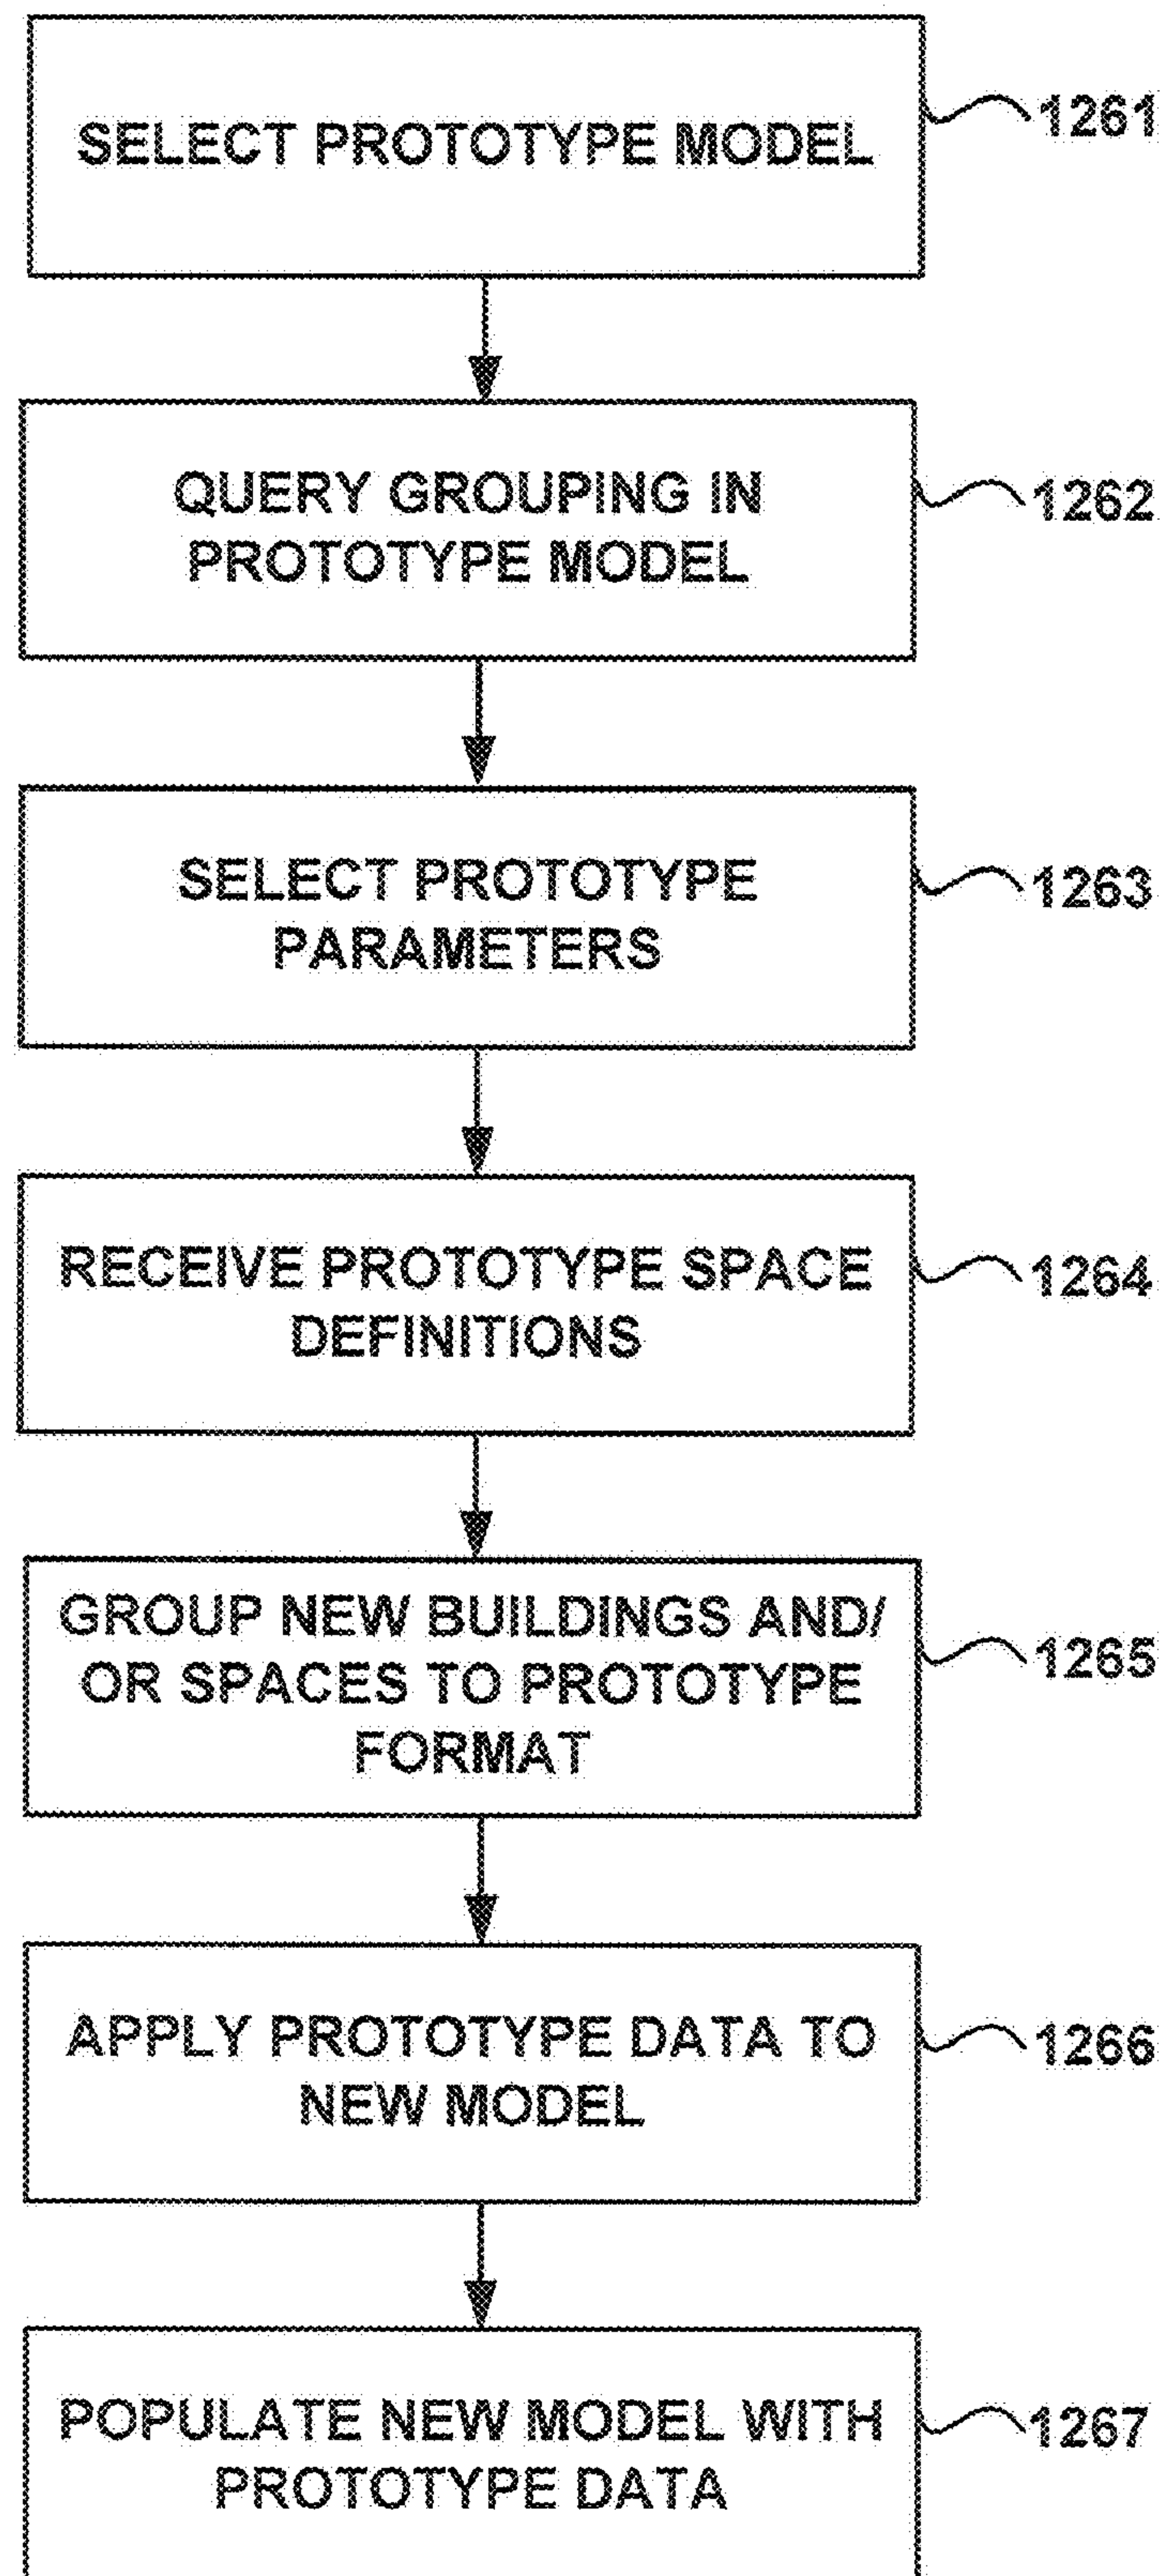 SELECT PROTOTYPE MODEL
1261
QUERY GROUPING IN
PROTOTYPE MODEL
1262
SELECT PROTOTYPE
PARAMETERS
1263
RECEIVE PROTOTYPE SPACE
DEFINITIONS
1264
GROUP NEW BUILDINGS AND/
OR SPACES TO PROTOTYPE
FORMAT
1265
APPLY PROTOTYPE DATA TO
NEW MODEL
1266
POPULATE NEW MODEL WITH
PROTOTYPE DATA
1267